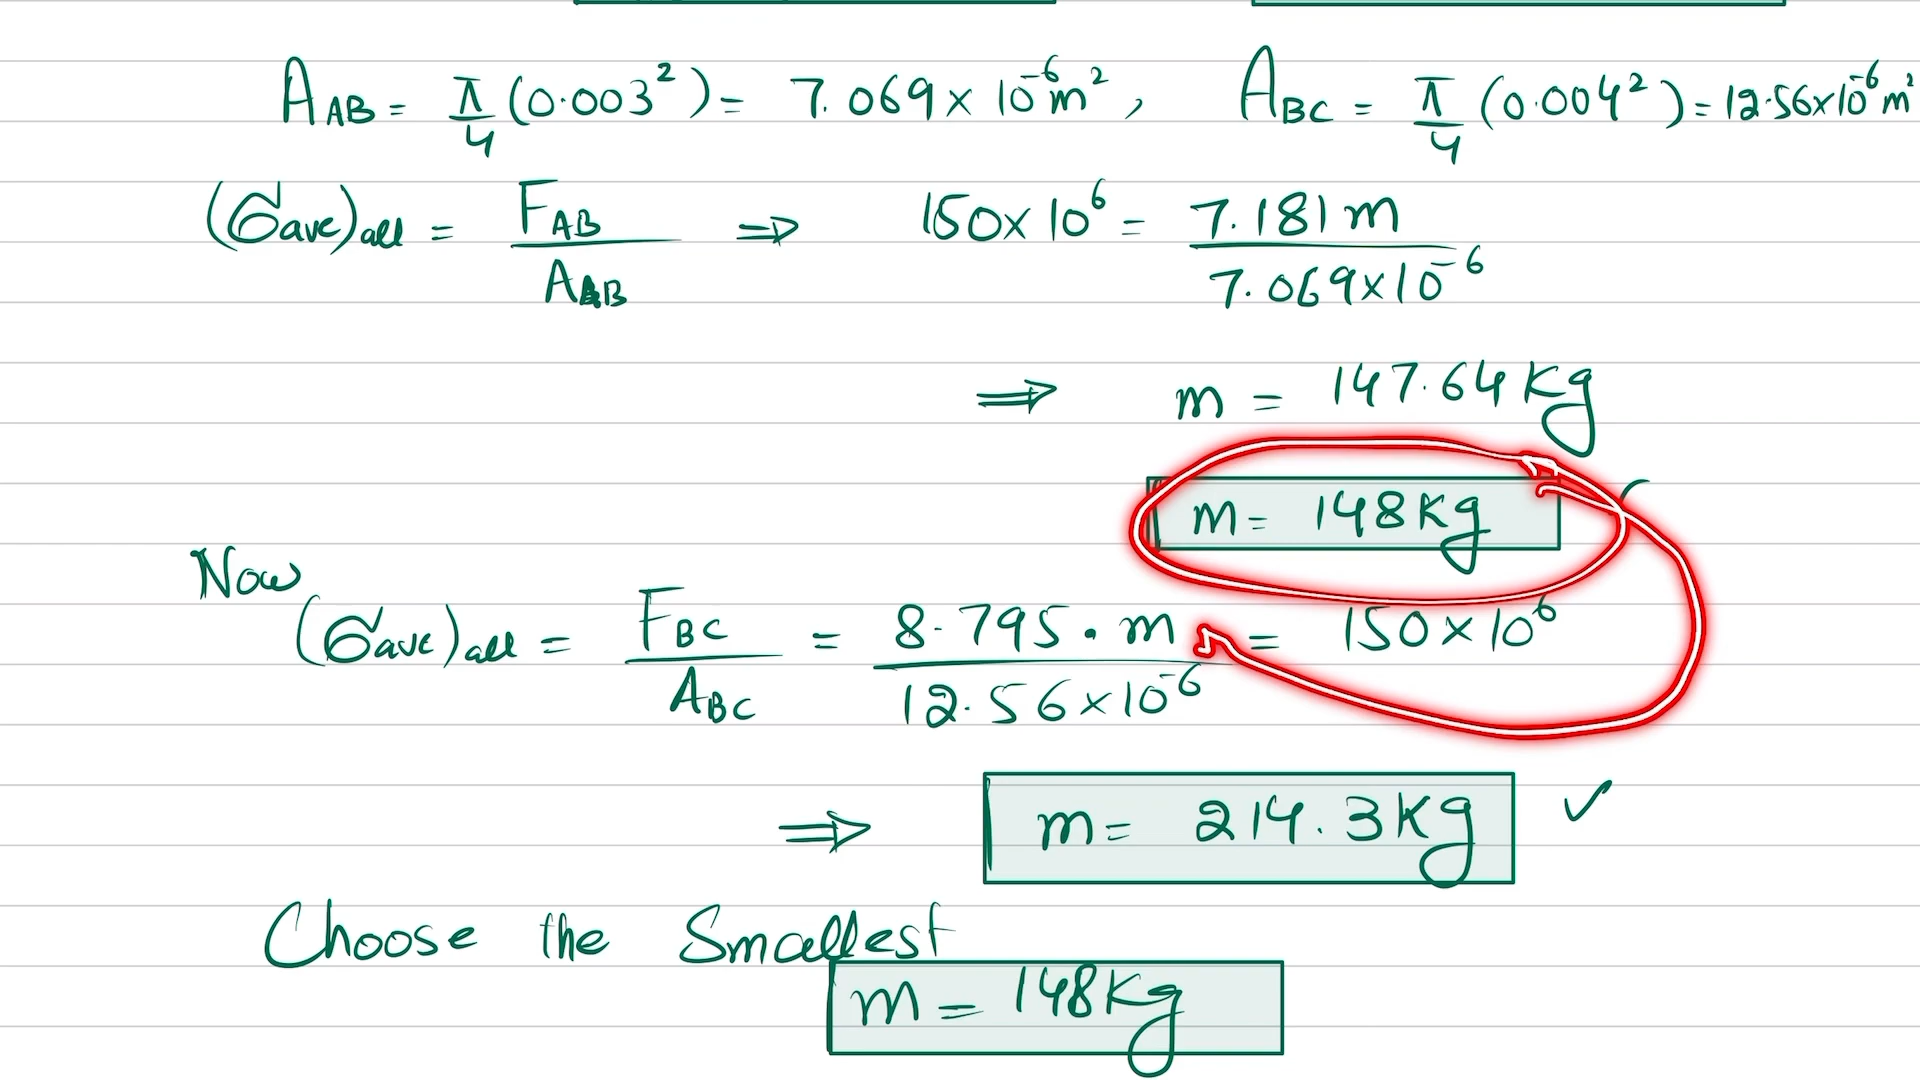 A_AB = π/4 (0.003²) = 7.069 × 10⁻⁶ m² , A_BC = π/4 (0.004²) = 12.56×10⁻⁶ m²
(σave)all = F_AB / A_AB ⇒ 150 × 10⁶ = 7.181 m / 7.069×10⁻⁶
⇒ m = 147.64 Kg
m = 148 Kg ✓
Now
(σave)all = F_BC / A_BC = 8.795 · m / 12.56×10⁻⁶ = 150 × 10⁶
⇒ m = 214.3 Kg ✓
Choose the Smallest
m = 148 Kg